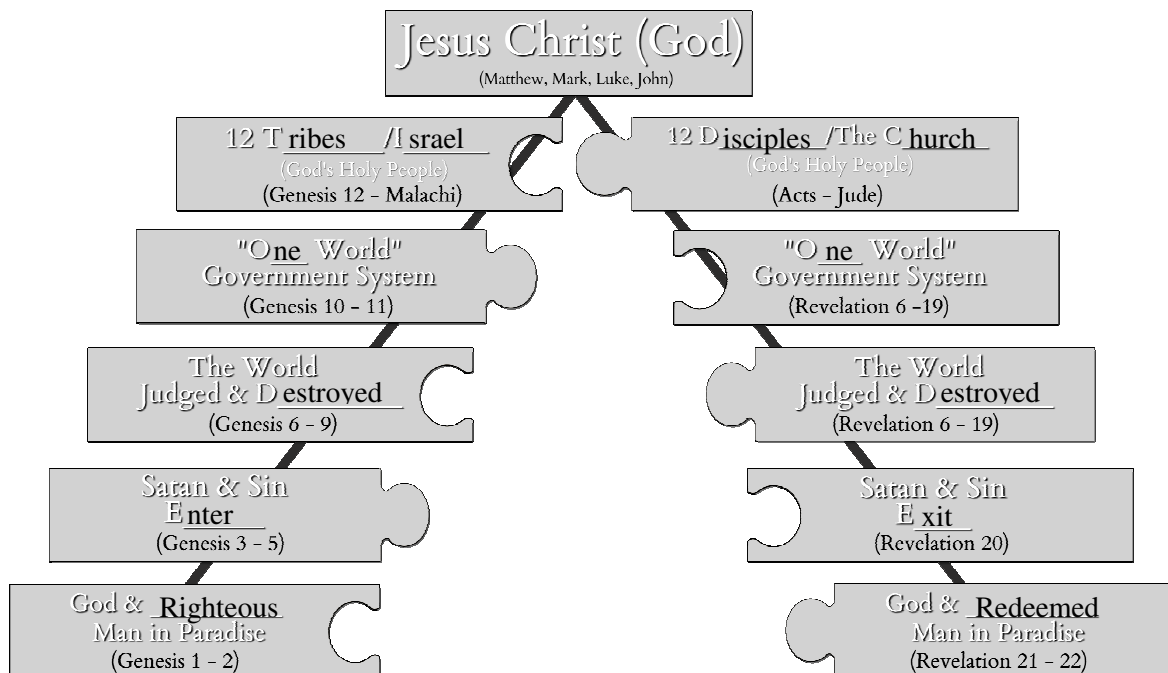 Jesus Christ (God)
(Matthew, Mark, Luke, John)
12 Tribes /Israel
(God's Holy People)
(Genesis 12 - Malachi)
12 Disciples /The Church
(God's Holy People)
(Acts - Jude)
"One World"
Government System
(Genesis 10 - 11)
"One World"
Government System
(Revelation 6 -19)
The World
Judged & Destroyed
(Genesis 6 - 9)
The World
Judged & Destroyed
(Revelation 6 - 19)
Satan & Sin
Enter
(Genesis 3 - 5)
Satan & Sin
Exit
(Revelation 20)
God & Righteous
Man in Paradise
(Genesis 1 - 2)
God & Redeemed
Man in Paradise
(Revelation 21 - 22)